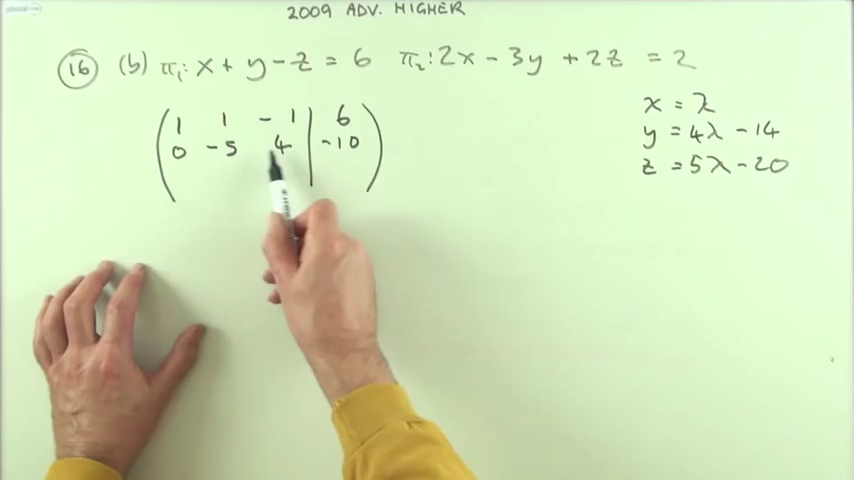 2009 ADV. HIGHER
16 (b) π₁: x + y - z = 6 π₂: 2x - 3y + 2z = 2
1 1 -1 | 6
0 -5 4 | -10
x = λ
y = 4λ - 14
z = 5λ - 20